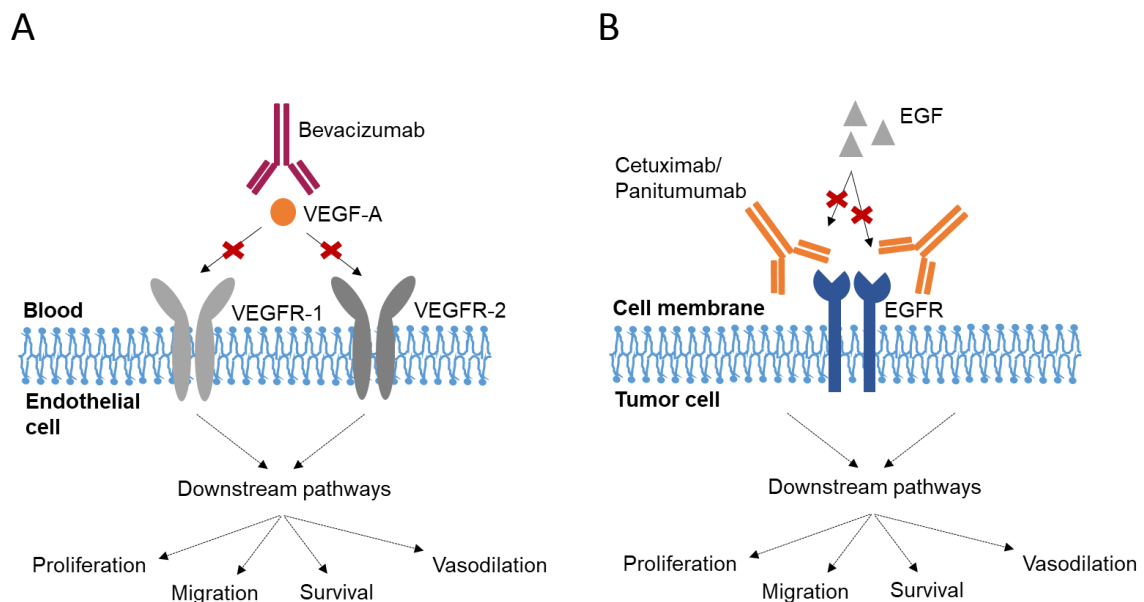 A
Bevacizumab
VEGF-A
Blood
VEGFR-1
VEGFR-2
Endothelial
cell
Downstream pathways
Proliferation
Migration
Survival
Vasodilation
B
EGF
Cetuximab/
Panitumumab
Cell membrane
EGFR
Tumor cell
Downstream pathways
Proliferation
Migration
Survival
Vasodilation